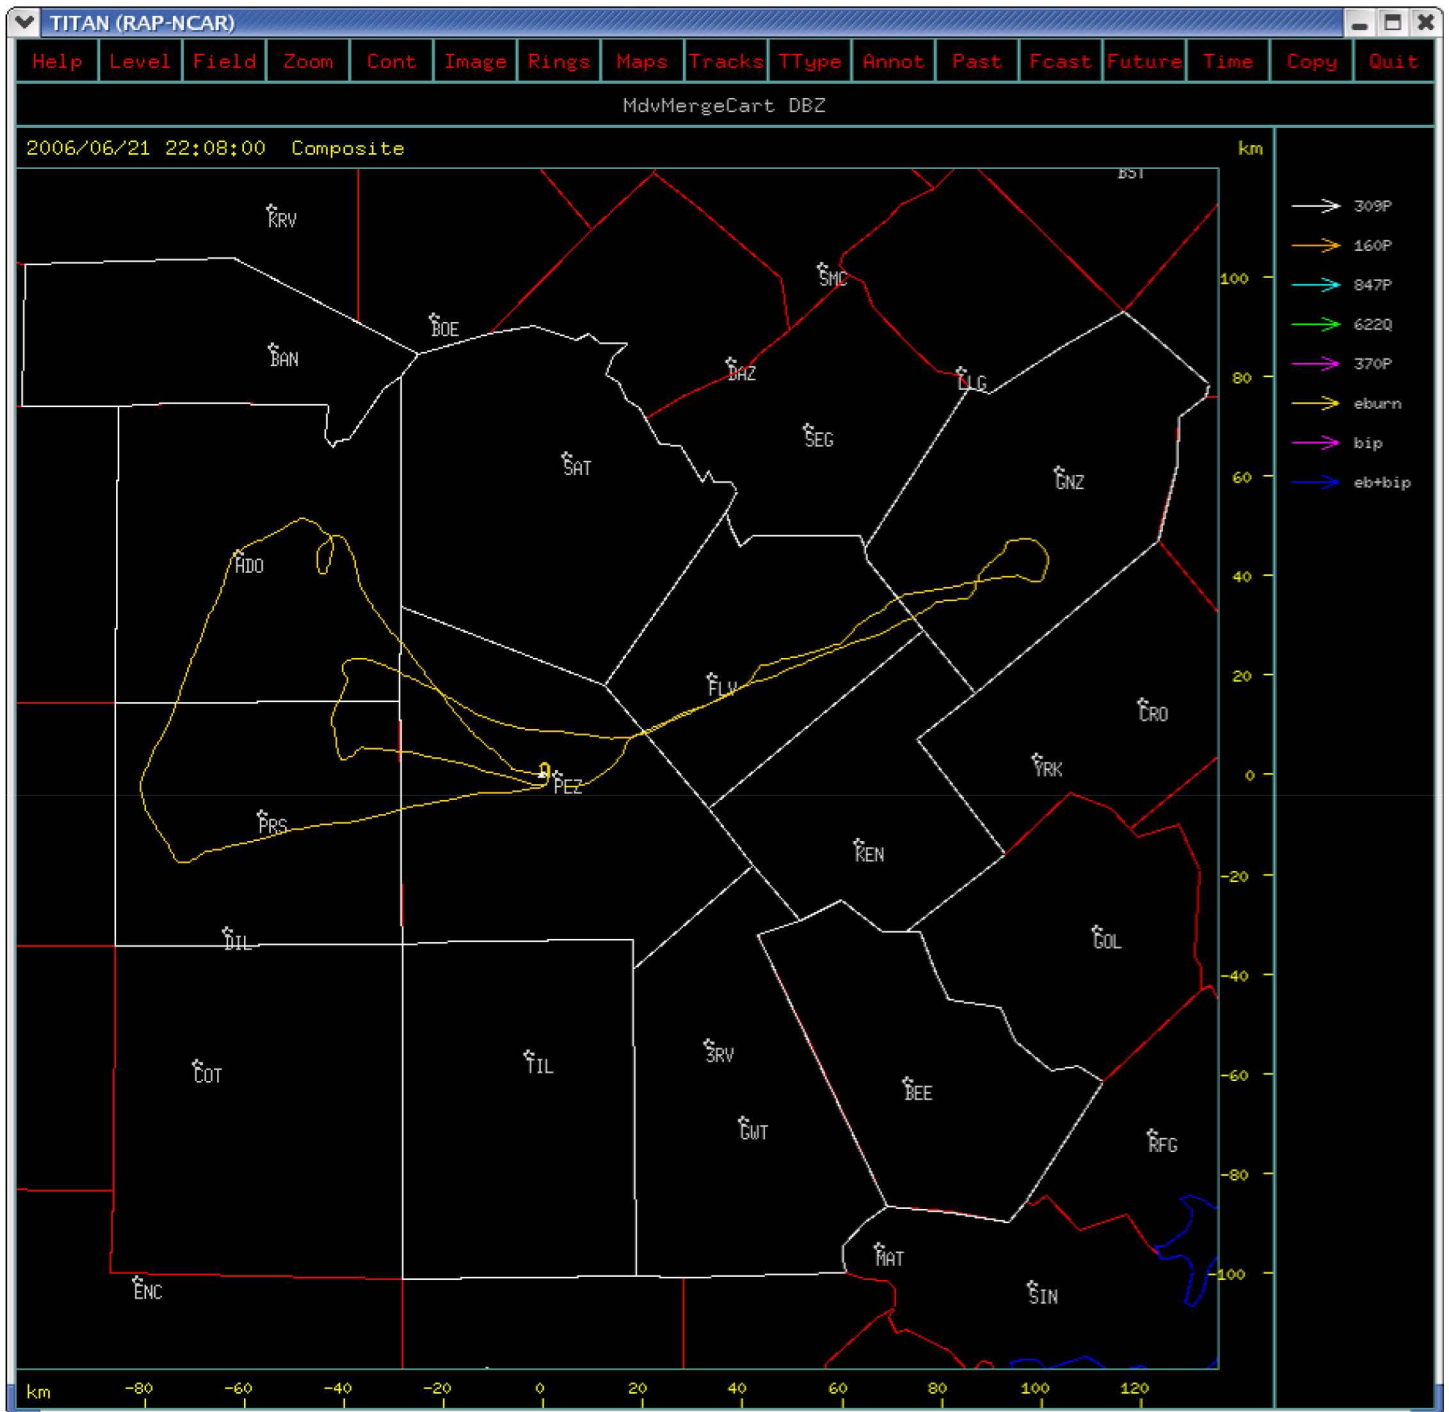 TITAN (RAP-NCAR)
Help Level Field Zoom Cont Image Rings Maps Tracks TType Annot Past Fcast Future Time Copy Quit
MdvMergeCart DBZ
2006/06/21 22:08:00 Composite km
BST
309P
KRV
160P
SMC
100
847P
BOE
622Q
BAN
DAZ
370P
LLG
80
eburn
SEG
bip
SAT
60
GNZ
eb+bip
ADO
40
20
FLV
CRO
YRK
0
PEZ
PRS
KEN
-20
DIL
GOL
-40
3RV
TIL
COT
-60
BEE
GWT
RFG
-80
MAT
-100
ENC
SIN
km -80 -60 -40 -20 0 20 40 60 80 100 120